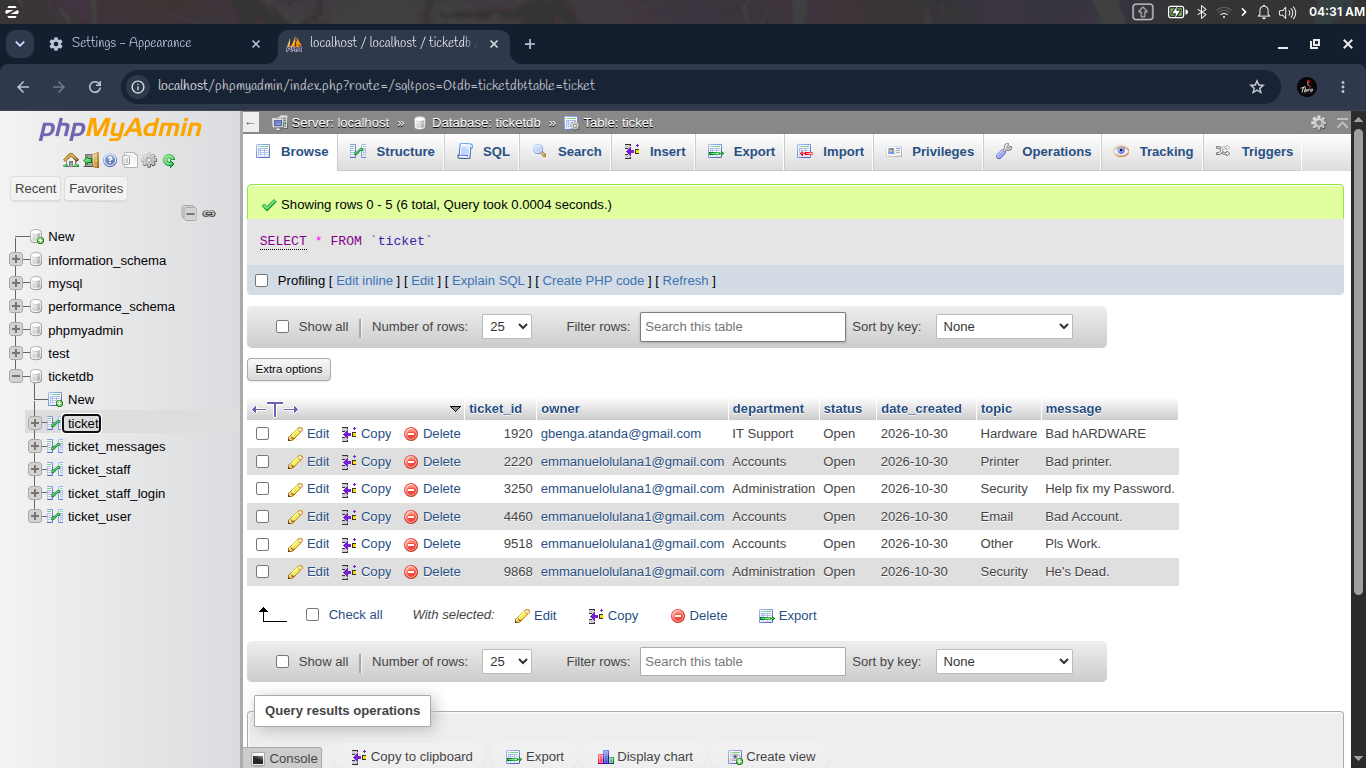 04:31 AM
Settings - Appearance
localhost / localhost / ticketdb /
localhost/phpmyadmin/index.php?route=/sql&pos=0&db=ticketdb&table=ticket
phpMyAdmin
Server: localhost » Database: ticketdb » Table: ticket
Browse Structure SQL Search Insert Export Import Privileges Operations Tracking Triggers
Recent Favorites
New
information_schema
mysql
performance_schema
phpmyadmin
test
ticketdb
New
ticket
ticket_messages
ticket_staff
ticket_staff_login
ticket_user
Showing rows 0 - 5 (6 total, Query took 0.0004 seconds.)
SELECT * FROM `ticket`
Profiling [ Edit inline ] [ Edit ] [ Explain SQL ] [ Create PHP code ] [ Refresh ]
Show all Number of rows: 25 Filter rows: Search this table Sort by key: None
Extra options
ticket_id owner department status date_created topic message
Edit Copy Delete 1920 gbenga.atanda@gmail.com IT Support Open 2026-10-30 Hardware Bad hARDWARE
Edit Copy Delete 2220 emmanuelolulana1@gmail.com Accounts Open 2026-10-30 Printer Bad printer.
Edit Copy Delete 3250 emmanuelolulana1@gmail.com Administration Open 2026-10-30 Security Help fix my Password.
Edit Copy Delete 4460 emmanuelolulana1@gmail.com Accounts Open 2026-10-30 Email Bad Account.
Edit Copy Delete 9518 emmanuelolulana1@gmail.com Accounts Open 2026-10-30 Other Pls Work.
Edit Copy Delete 9868 emmanuelolulana1@gmail.com Administration Open 2026-10-30 Security He's Dead.
Check all With selected: Edit Copy Delete Export
Show all Number of rows: 25 Filter rows: Search this table Sort by key: None
Query results operations
Console Copy to clipboard Export Display chart Create view